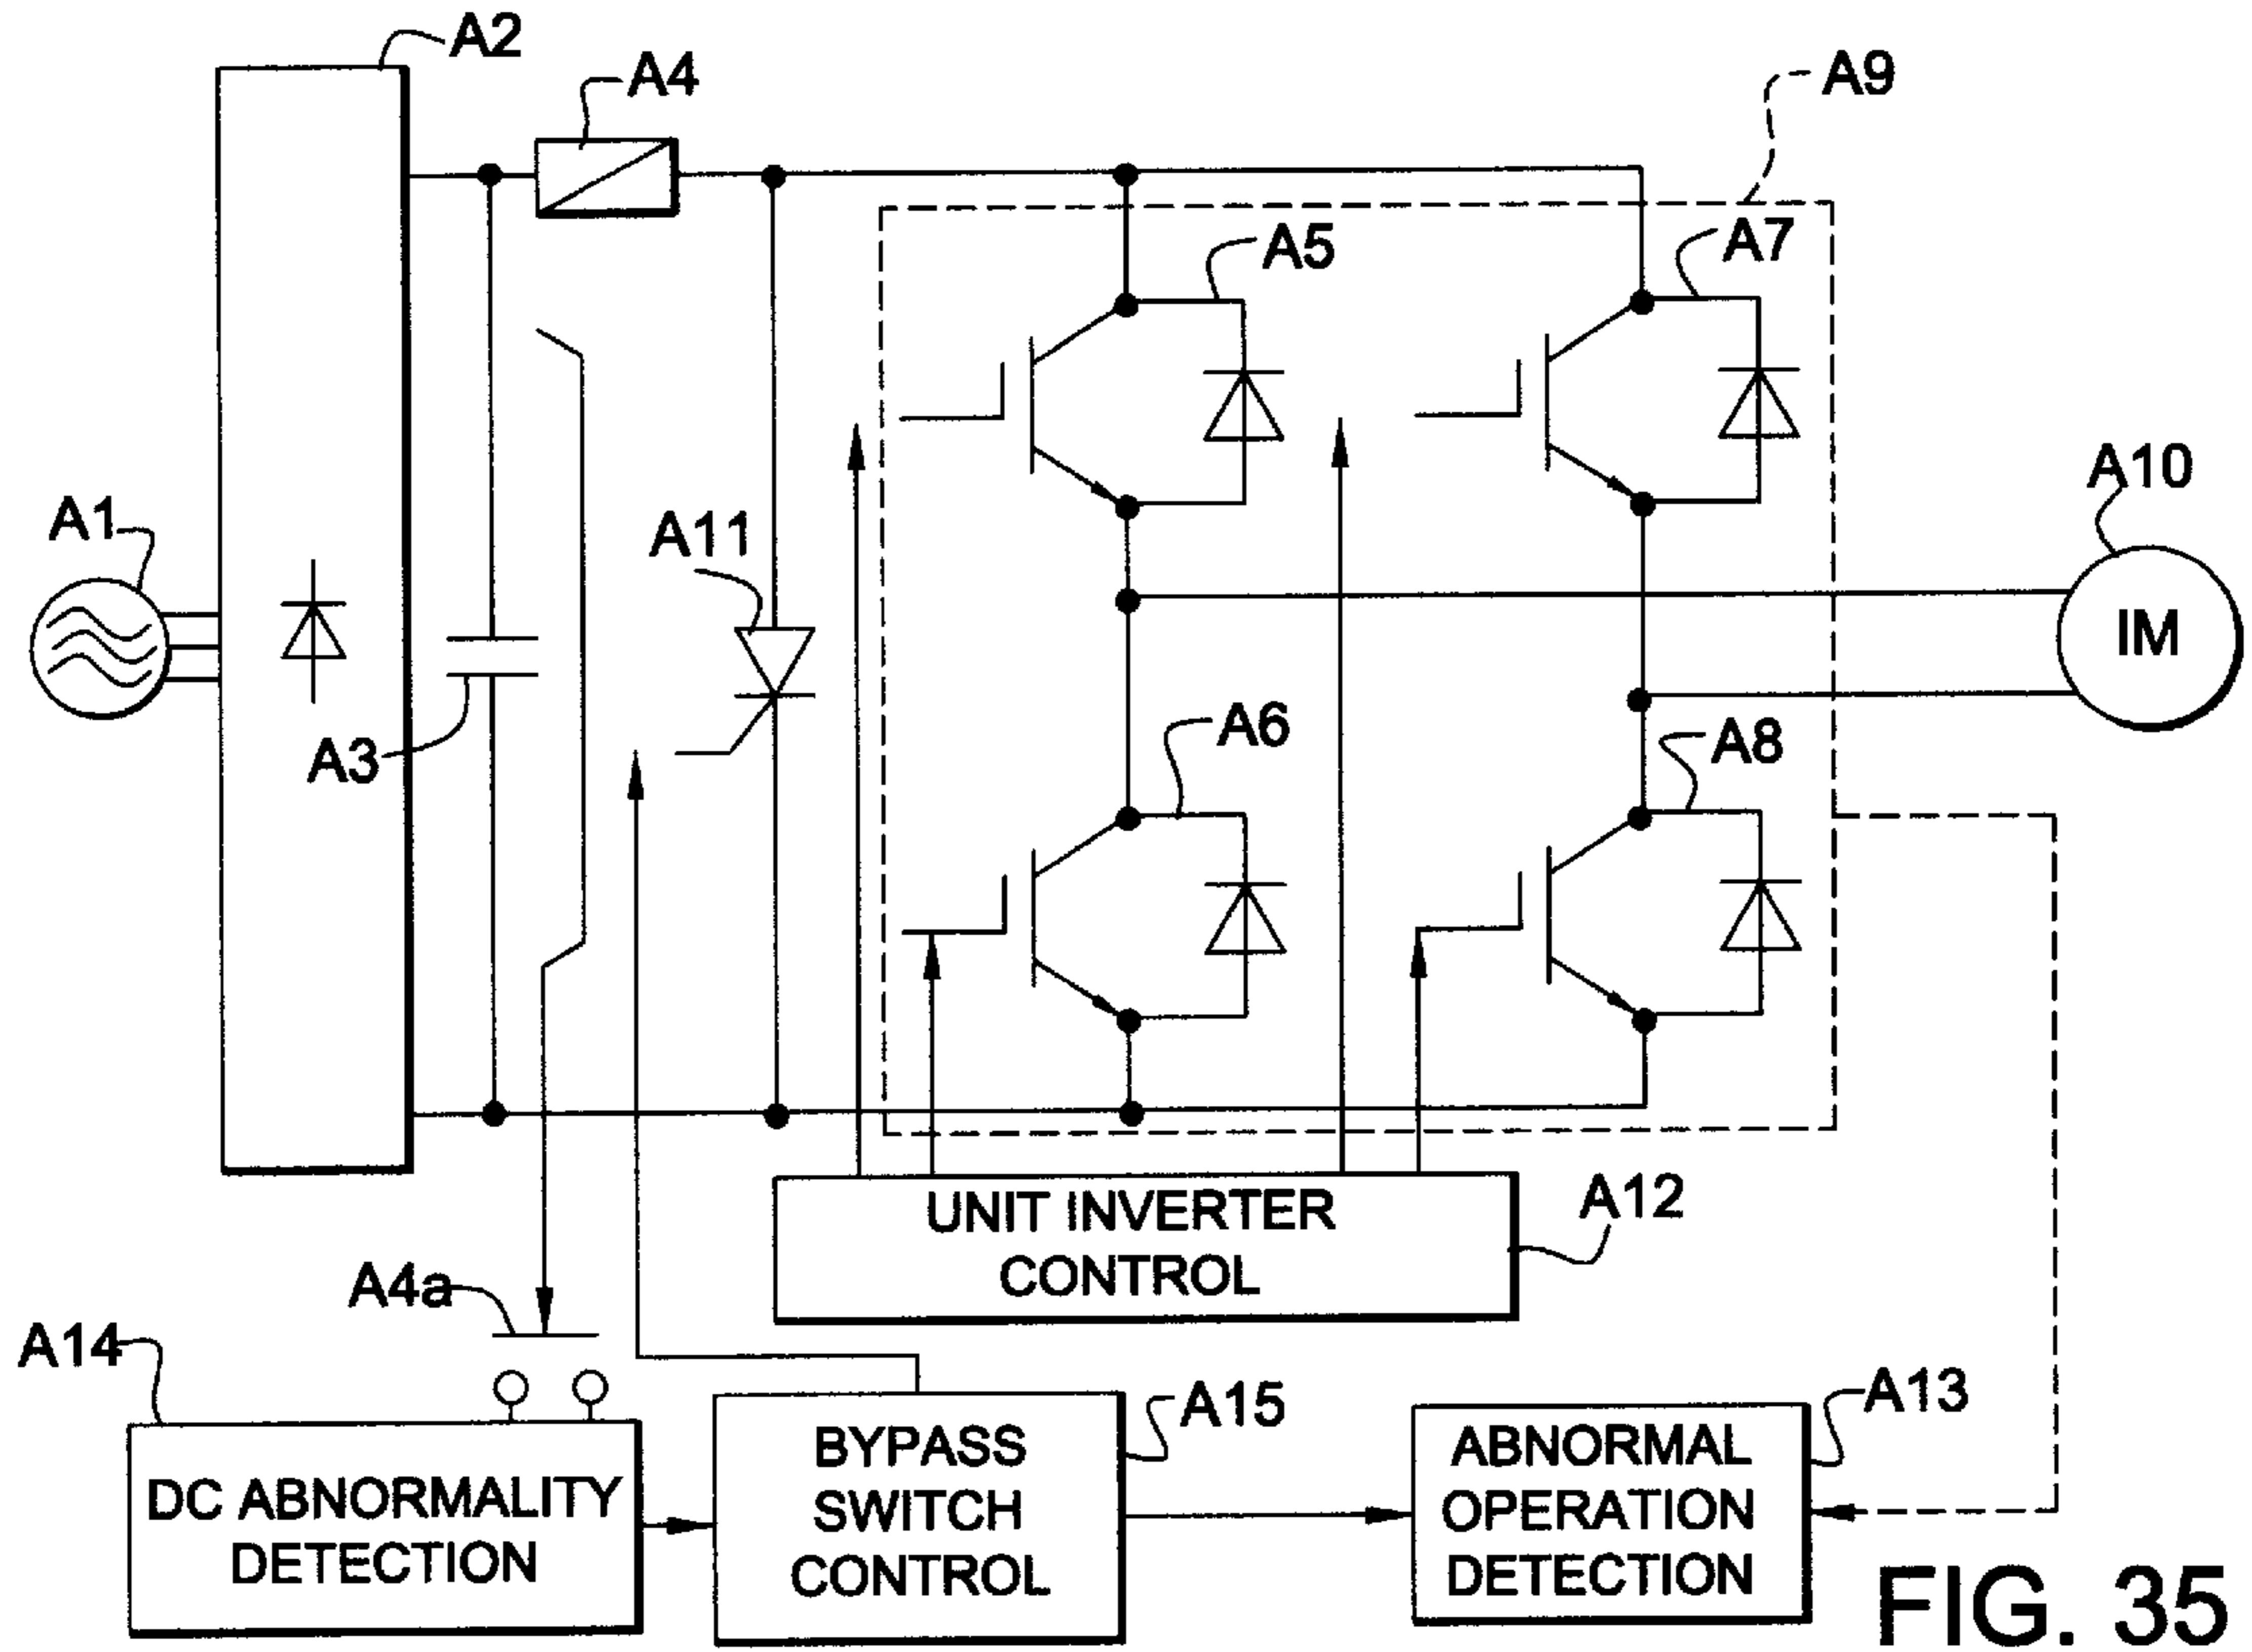 A2
A4
A9
A5
A7
A1
A11
A10
IM
A3
A6
A8
UNIT INVERTER
CONTROL
A12
A4a
A14
A15
A13
DC ABNORMALITY
DETECTION
BYPASS
SWITCH
CONTROL
ABNORMAL
OPERATION
DETECTION
FIG. 35